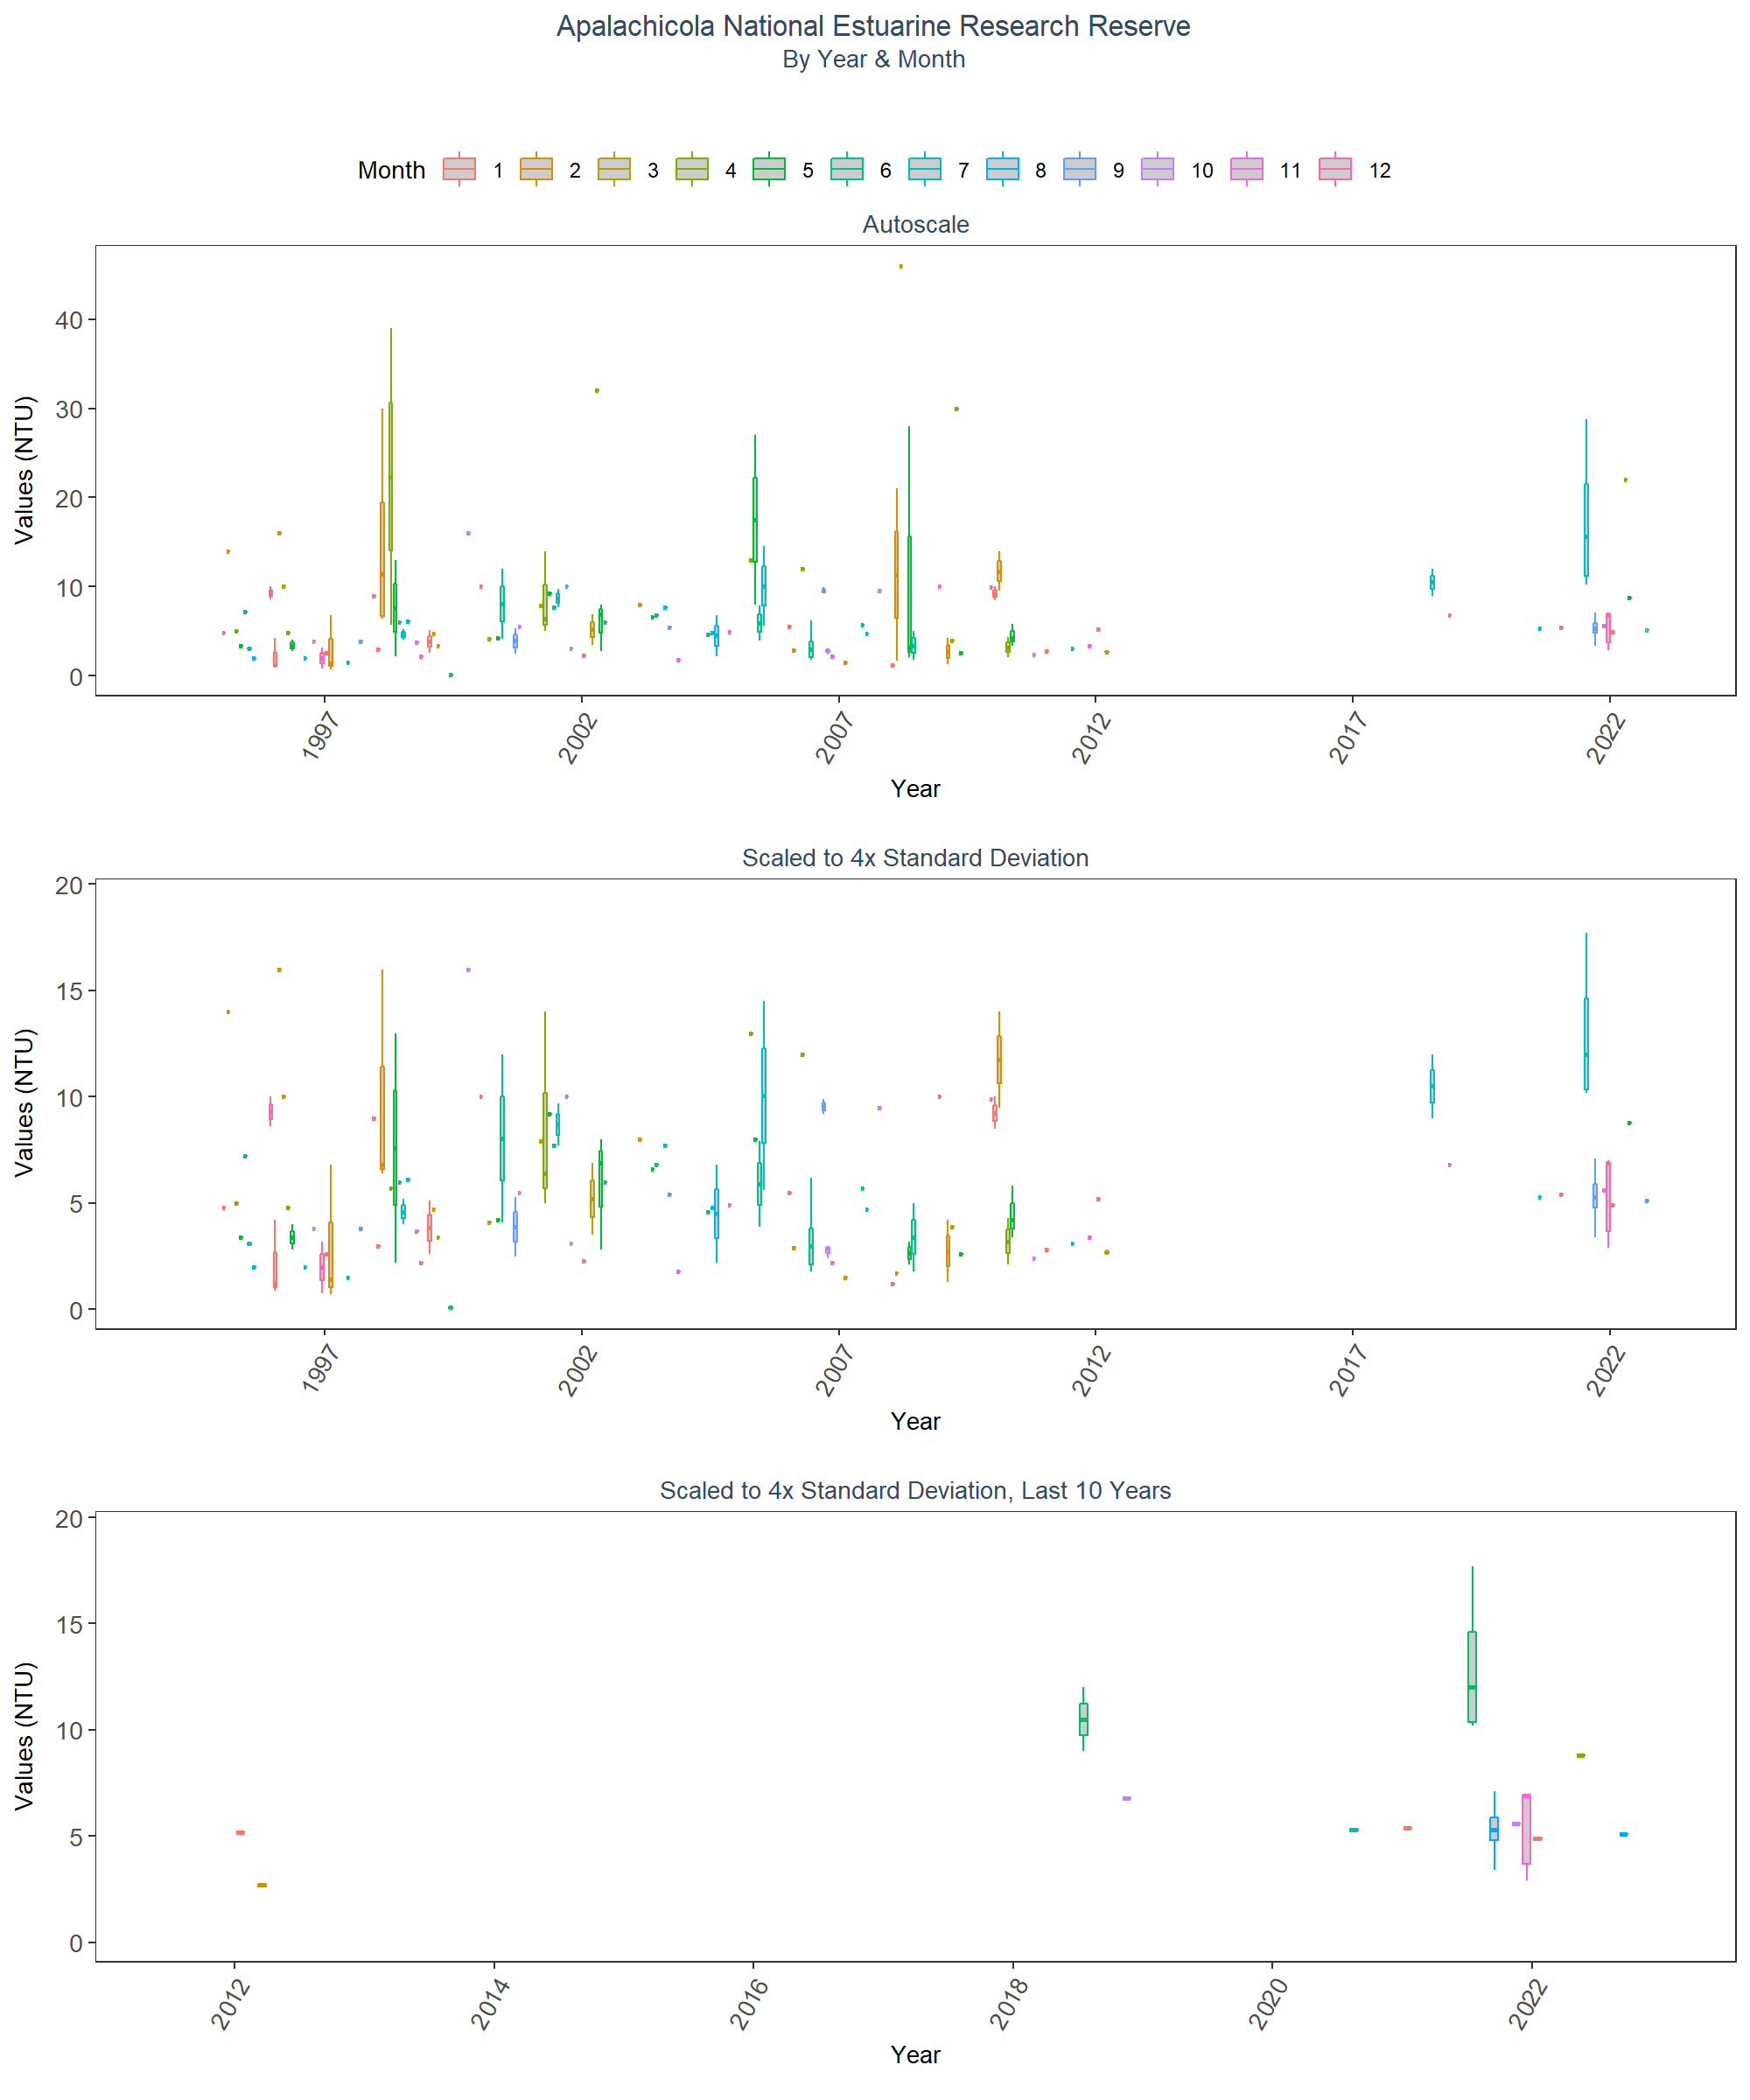 Apalachicola National Estuarine Research Reserve
By Year & Month
Month 1 2 3 4 5 6 7 8 9 10 11 12
Autoscale
Values (NTU)
40
30
20
10
0
1997 2002 2007 2012 2017 2022
Year
Scaled to 4x Standard Deviation
Values (NTU)
20
15
10
5
0
1997 2002 2007 2012 2017 2022
Year
Scaled to 4x Standard Deviation, Last 10 Years
Values (NTU)
20
15
10
5
0
2012 2014 2016 2018 2020 2022
Year